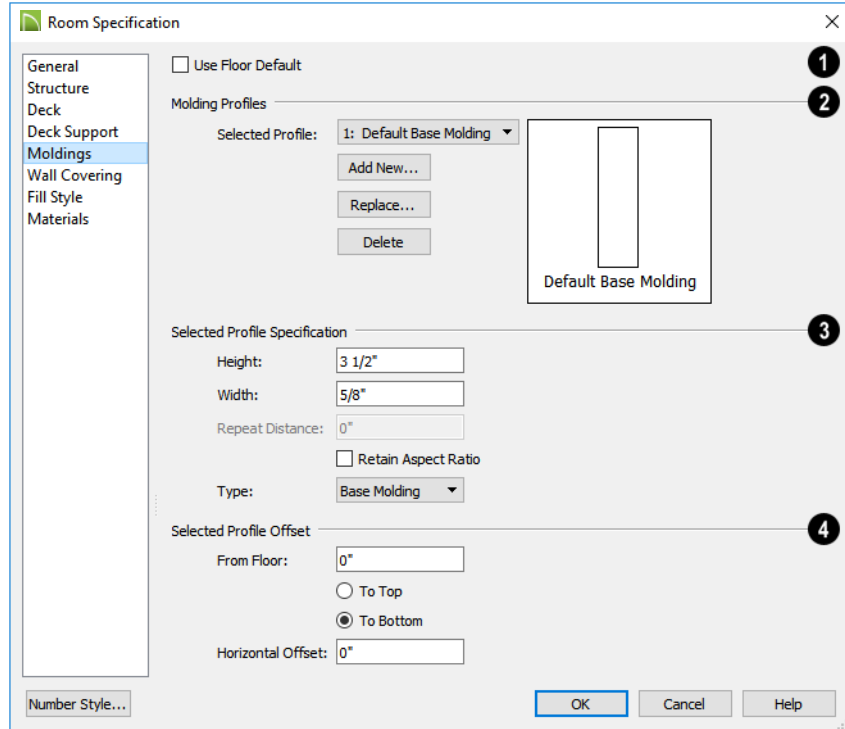 Room Specification
General
Structure
Deck
Deck Support
Moldings
Wall Covering
Fill Style
Materials
Use Floor Default
1
Molding Profiles
2
Selected Profile: 1: Default Base Molding
Add New...
Replace...
Delete
Default Base Molding
Selected Profile Specification
3
Height: 3 1/2"
Width: 5/8"
Repeat Distance: 0"
Retain Aspect Ratio
Type: Base Molding
Selected Profile Offset
4
From Floor: 0"
To Top
To Bottom
Horizontal Offset: 0"
Number Style...
OK
Cancel
Help